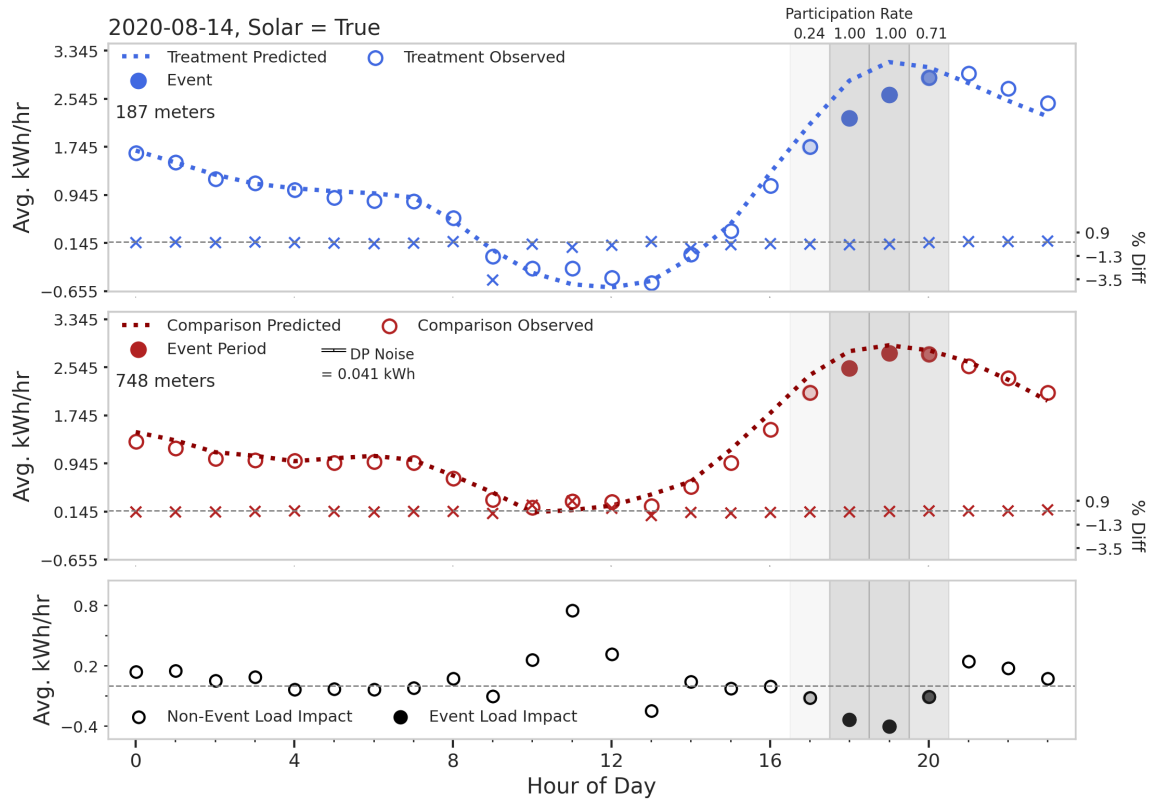 Participation Rate
2020-08-14, Solar = True
0.24 1.00 1.00 0.71
3.345
2.545
1.745
0.945
0.145
−0.655
Avg. kWh/hr
Treatment Predicted
Treatment Observed
Event
187 meters
0.9
−1.3
−3.5
% Diff
3.345
2.545
1.745
0.945
0.145
−0.655
Avg. kWh/hr
Comparison Predicted
Comparison Observed
Event Period
DP Noise
= 0.041 kWh
748 meters
0.9
−1.3
−3.5
% Diff
0.8
0.2
−0.4
Avg. kWh/hr
Non-Event Load Impact
Event Load Impact
0 4 8 12 16 20
Hour of Day